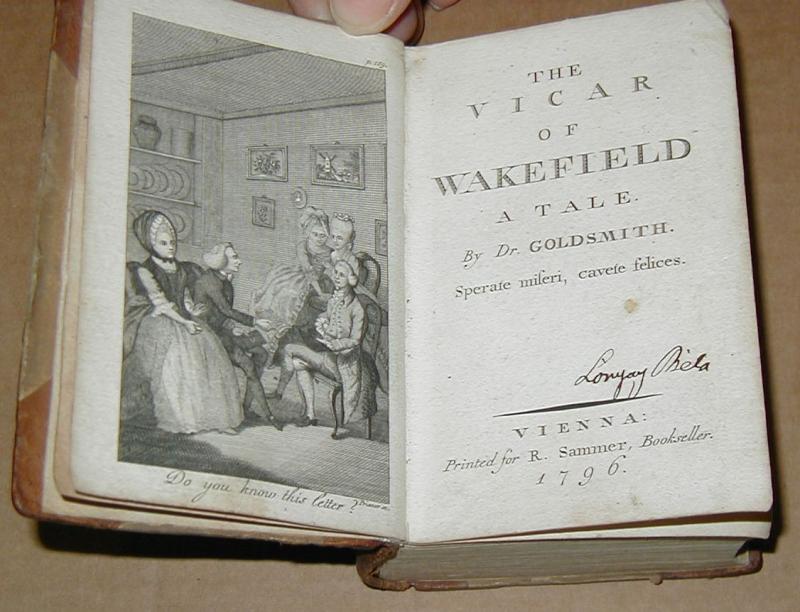 Do you know this letter?
THE
VICAR
OF
WAKEFIELD
A TALE.
By Dr. GOLDSMITH.
Sperate miſeri, cavete felices.
Lónyay Béla
VIENNA:
Printed for R. Sammer, Bookseller.
1796.